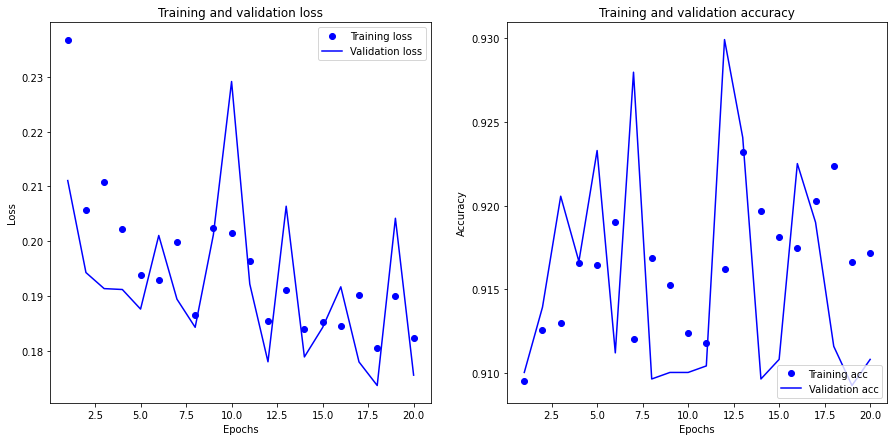 Training and validation loss
Training loss
Validation loss
0.23
0.22
0.21
0.20
0.19
0.18
Loss
2.5 5.0 7.5 10.0 12.5 15.0 17.5 20.0
Epochs
Training and validation accuracy
0.930
0.925
0.920
0.915
0.910
Accuracy
Training acc
Validation acc
2.5 5.0 7.5 10.0 12.5 15.0 17.5 20.0
Epochs